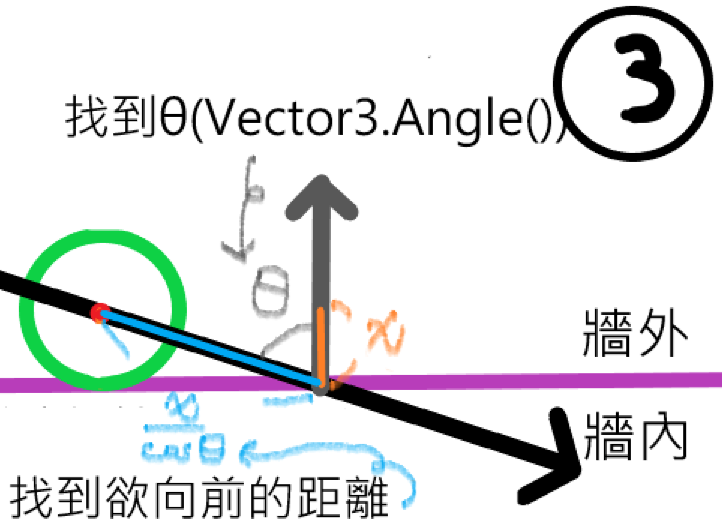 3
找到θ(Vector3.Angle())
θ
x
牆外
x
cosθ
牆內
找到欲向前的距離